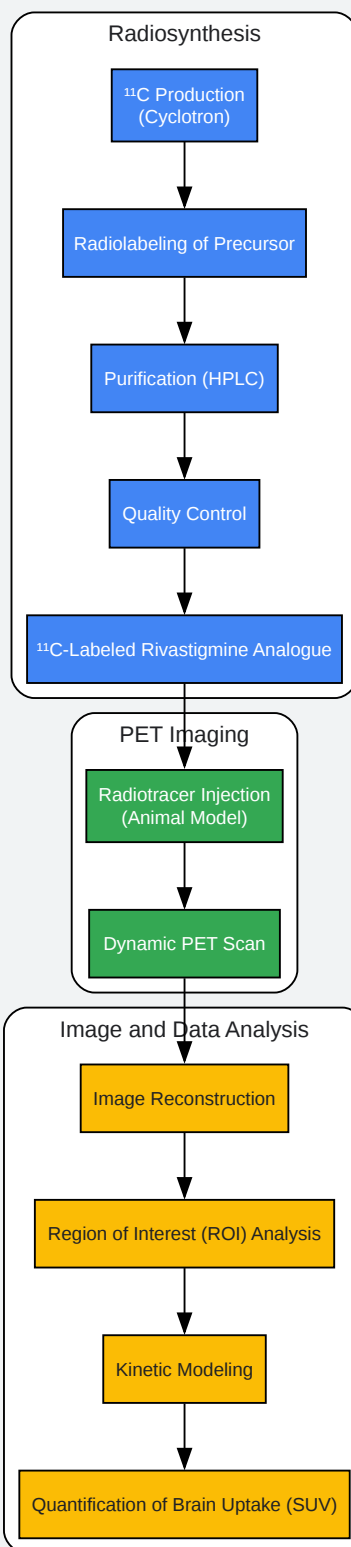 Radiosynthesis
¹¹C Production
(Cyclotron)
Radiolabeling of Precursor
Purification (HPLC)
Quality Control
¹¹C-Labeled Rivastigmine Analogue
PET Imaging
Radiotracer Injection
(Animal Model)
Dynamic PET Scan
Image and Data Analysis
Image Reconstruction
Region of Interest (ROI) Analysis
Kinetic Modeling
Quantification of Brain Uptake (SUV)